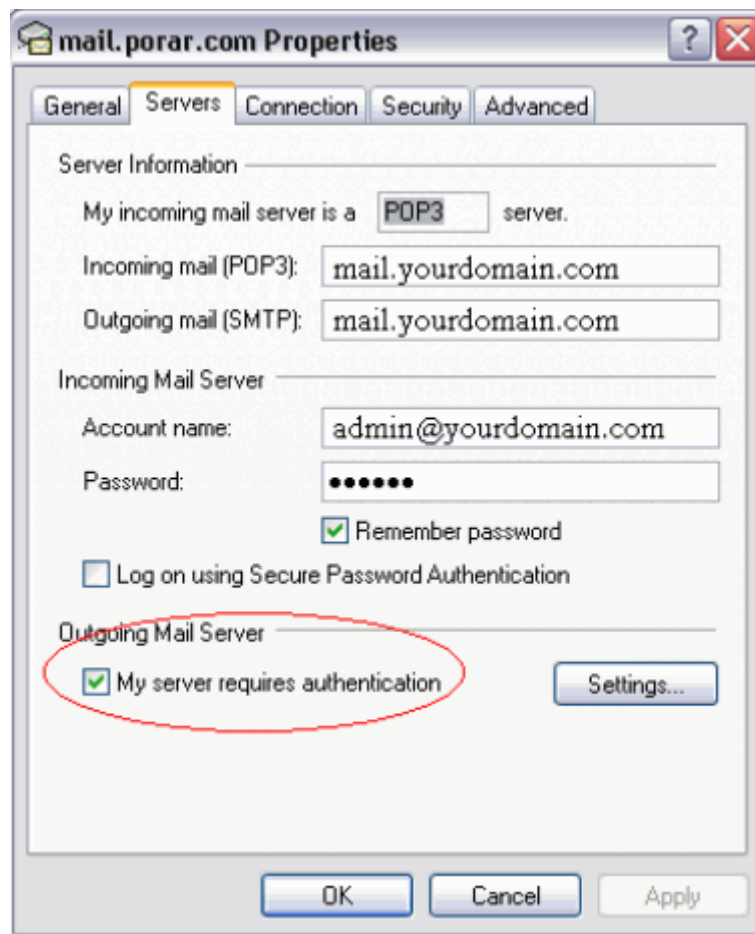 mail.porar.com Properties
General Servers Connection Security Advanced
Server Information
My incoming mail server is a POP3 server.
Incoming mail (POP3): mail.yourdomain.com
Outgoing mail (SMTP): mail.yourdomain.com
Incoming Mail Server
Account name: admin@yourdomain.com
Password: ●●●●●●
Remember password
Log on using Secure Password Authentication
Outgoing Mail Server
My server requires authentication Settings...
OK Cancel Apply